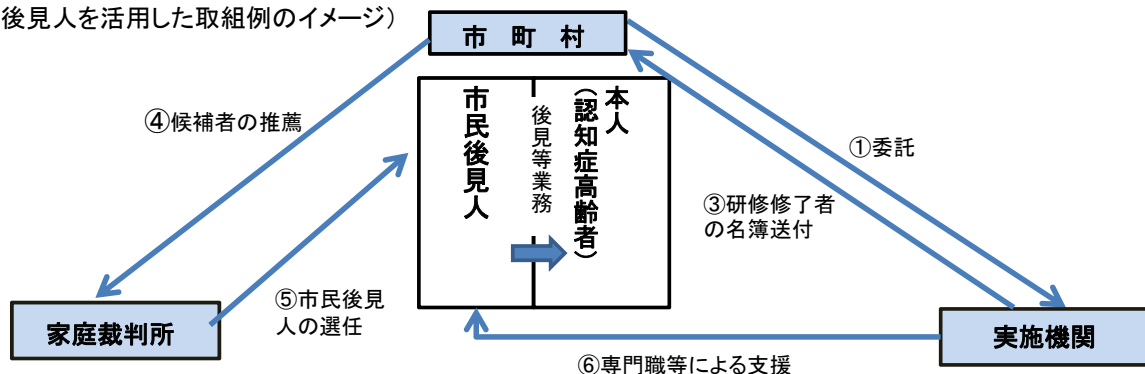 後見人を活用した取組例のイメージ）
市町村
④候補者の推薦
市民後見人
後見等業務
本人
（認知症高齢者）
①委託
③研修修了者
の名簿送付
⑤市民後見
人の選任
家庭裁判所
実施機関
⑥専門職等による支援